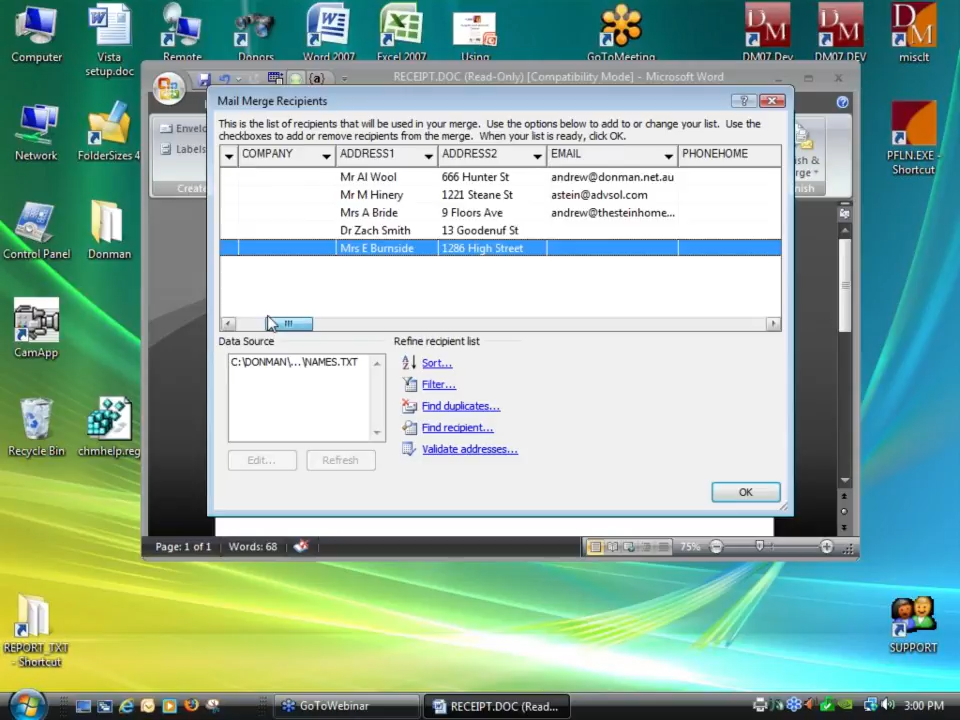 Computer
Vista
setup.doc
Remote
Donors
Word 2007
Excel 2007
Using
GoToMeeting
DM07 Dev
DM07 DEV
misclt
RECEIPT.DOC (Read-Only) [Compatibility Mode] - Microsoft Word
Mail Merge Recipients
This is the list of recipients that will be used in your merge. Use the options below to add to or change your list. Use the
checkboxes to add or remove recipients from the merge. When your list is ready, click OK.
Labels
COMPANY ADDRESS1 ADDRESS2 EMAIL PHONEHOME
Mr Al Wool 666 Hunter St andrew@donman.net.au
Mr M Hinery 1221 Steane St astein@advsol.com
Mrs A Bride 9 Floors Ave andrew@thesteinhome...
Dr Zach Smith 13 Goodenuf St
Mrs E Burnside 1286 High Street
Data Source
C:\DONMAN\...\NAMES.TXT
Edit...
Refresh
Refine recipient list
Sort...
Filter...
Find duplicates...
Find recipient...
Validate addresses...
OK
Network
FolderSizes 4
PFLN.EXE -
Shortcut
Control Panel
Donman
CamApp
Recycle Bin
chmhelp.reg
Page: 1 of 1 Words: 68 75%
REPORT_TXT
- Shortcut
SUPPORT
GoToWebinar
RECEIPT.DOC (Read...
3:00 PM